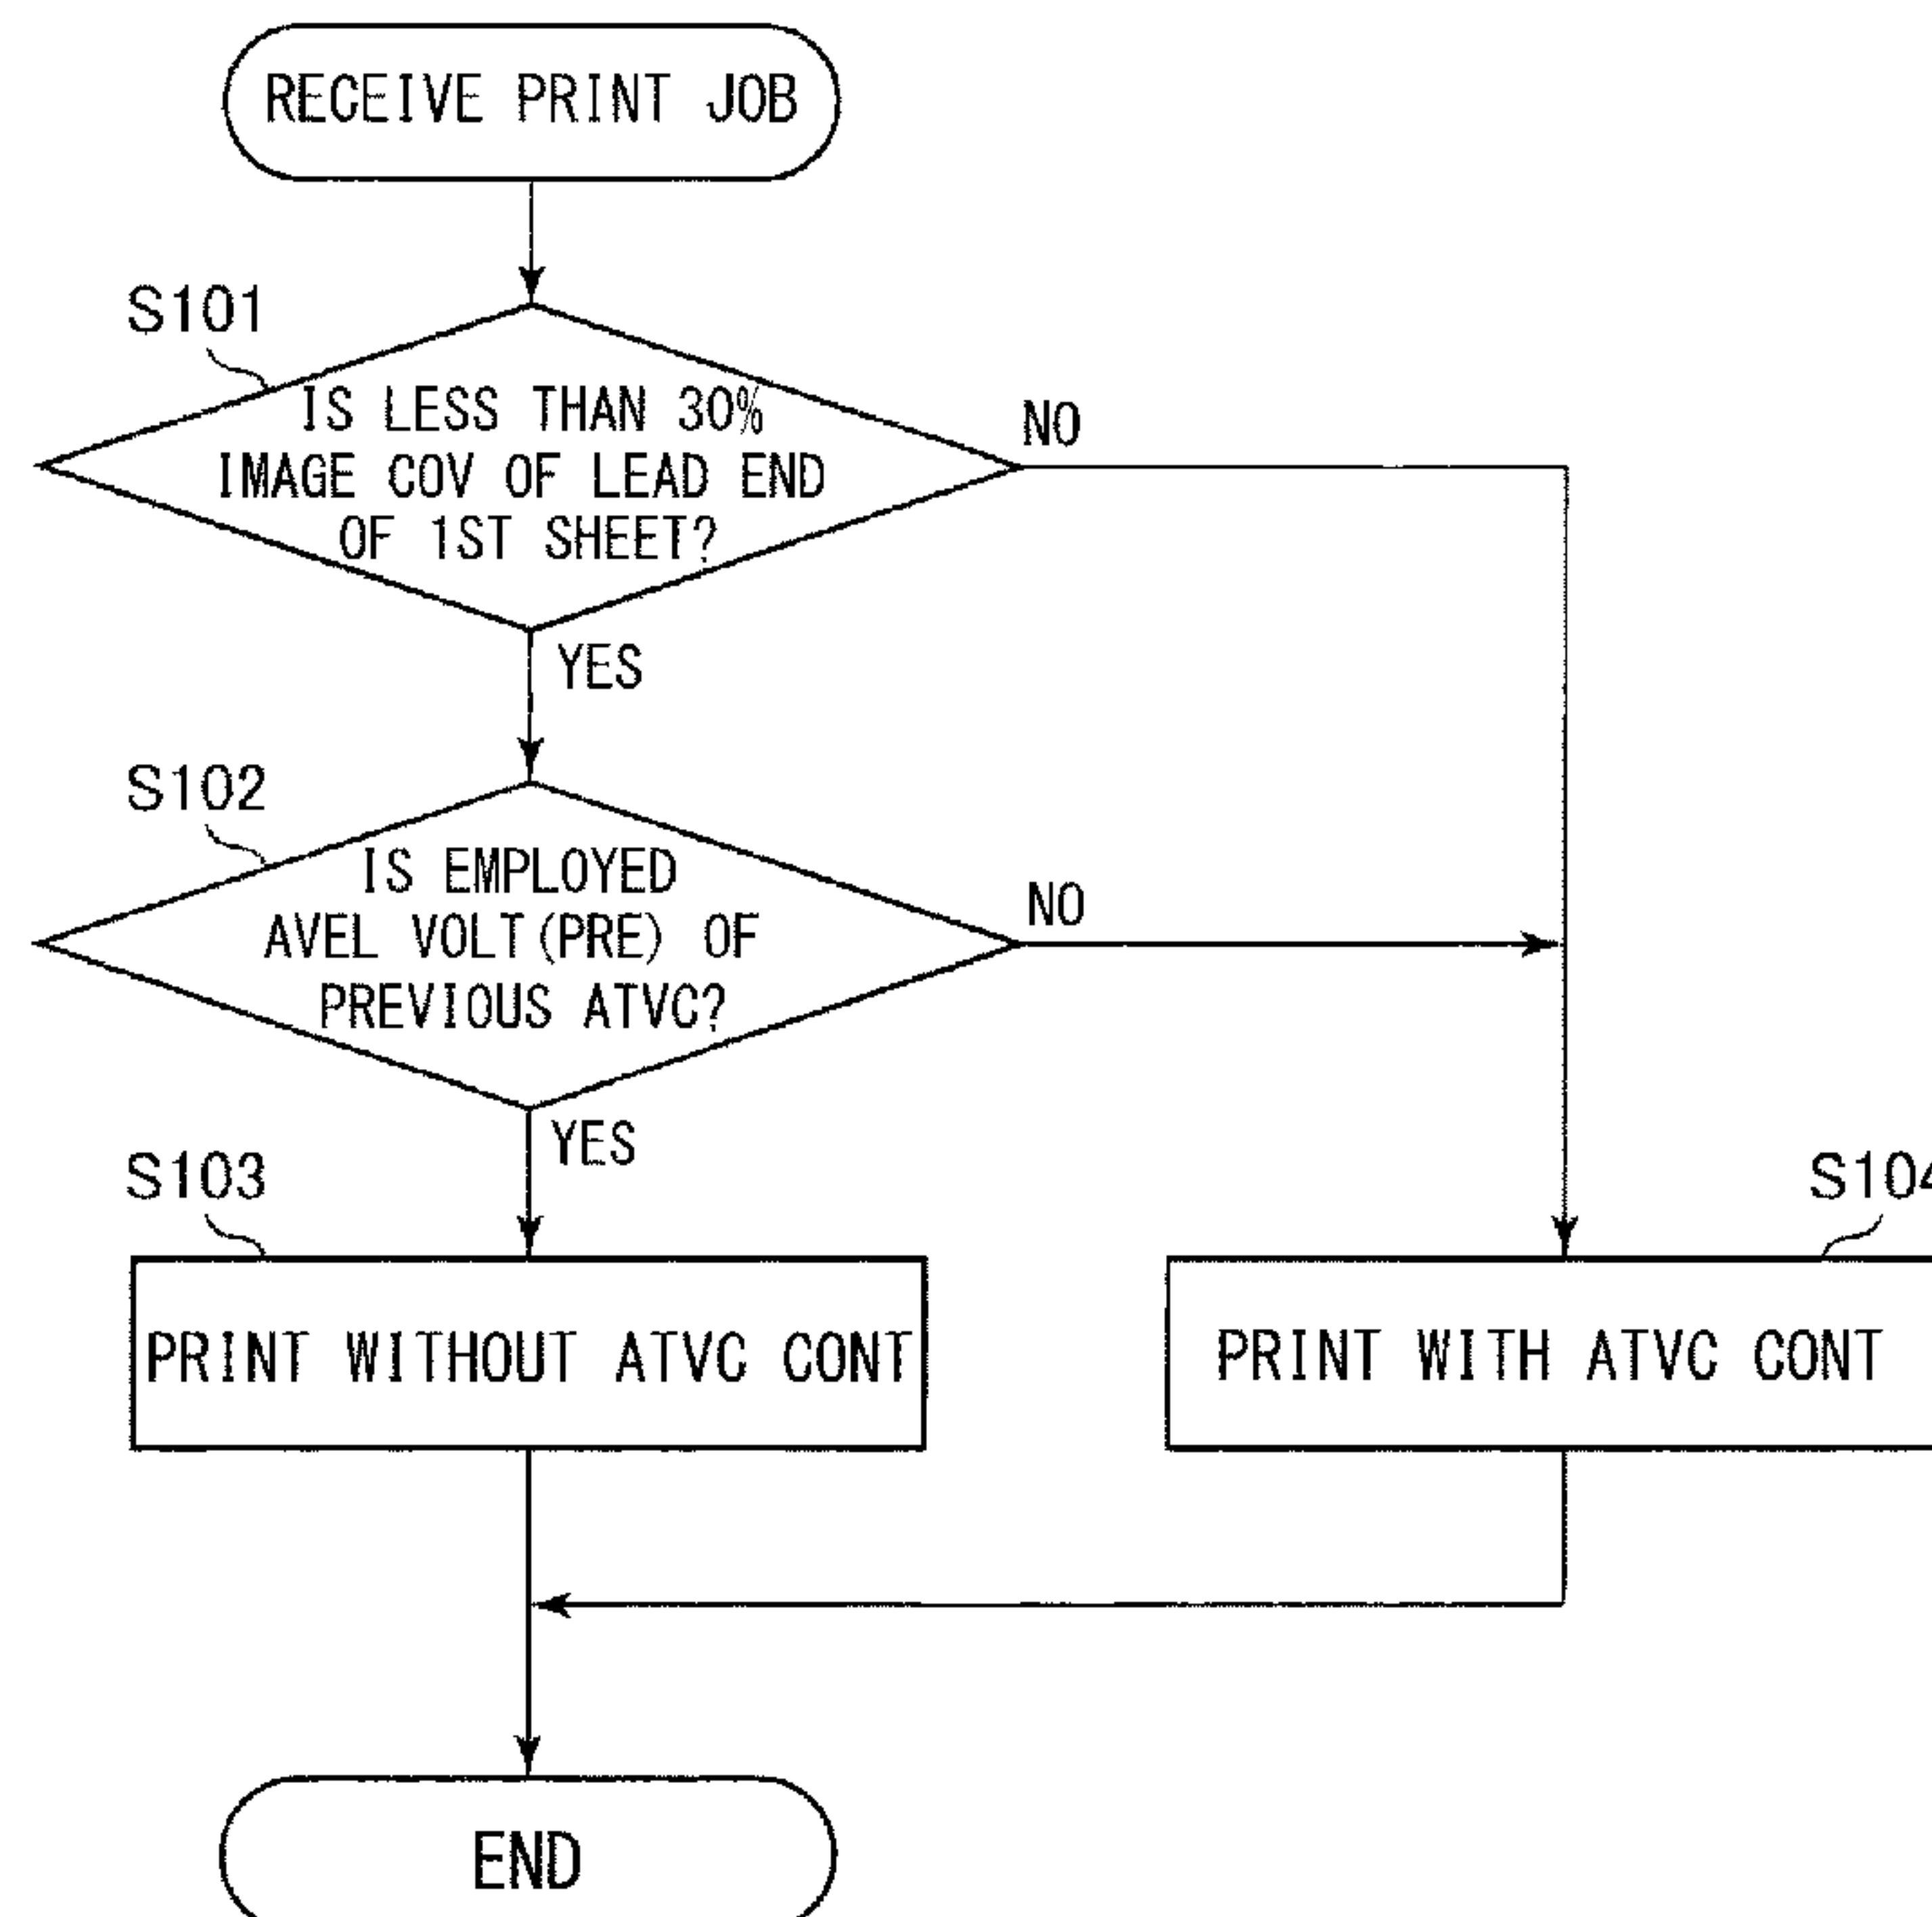 RECEIVE PRINT JOB
S101
IS LESS THAN 30%
IMAGE COV OF LEAD END
OF 1ST SHEET?
NO
YES
S102
IS EMPLOYED
AVEL VOLT(PRE) OF
PREVIOUS ATVC?
NO
YES
S103
S104
PRINT WITHOUT ATVC CONT
PRINT WITH ATVC CONT
END